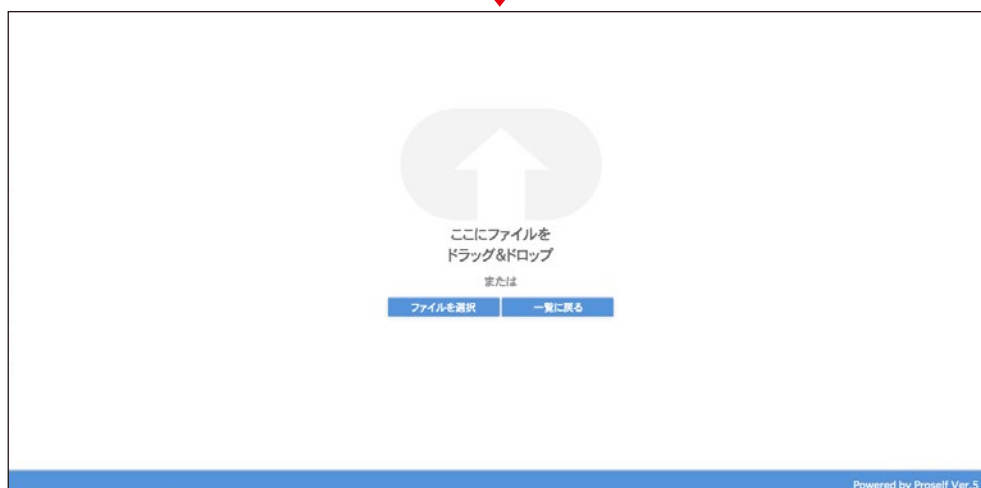 ここにファイルを
ドラッグ&ドロップ
または
ファイルを選択
一覧に戻る
Powered by Proself Ver.5